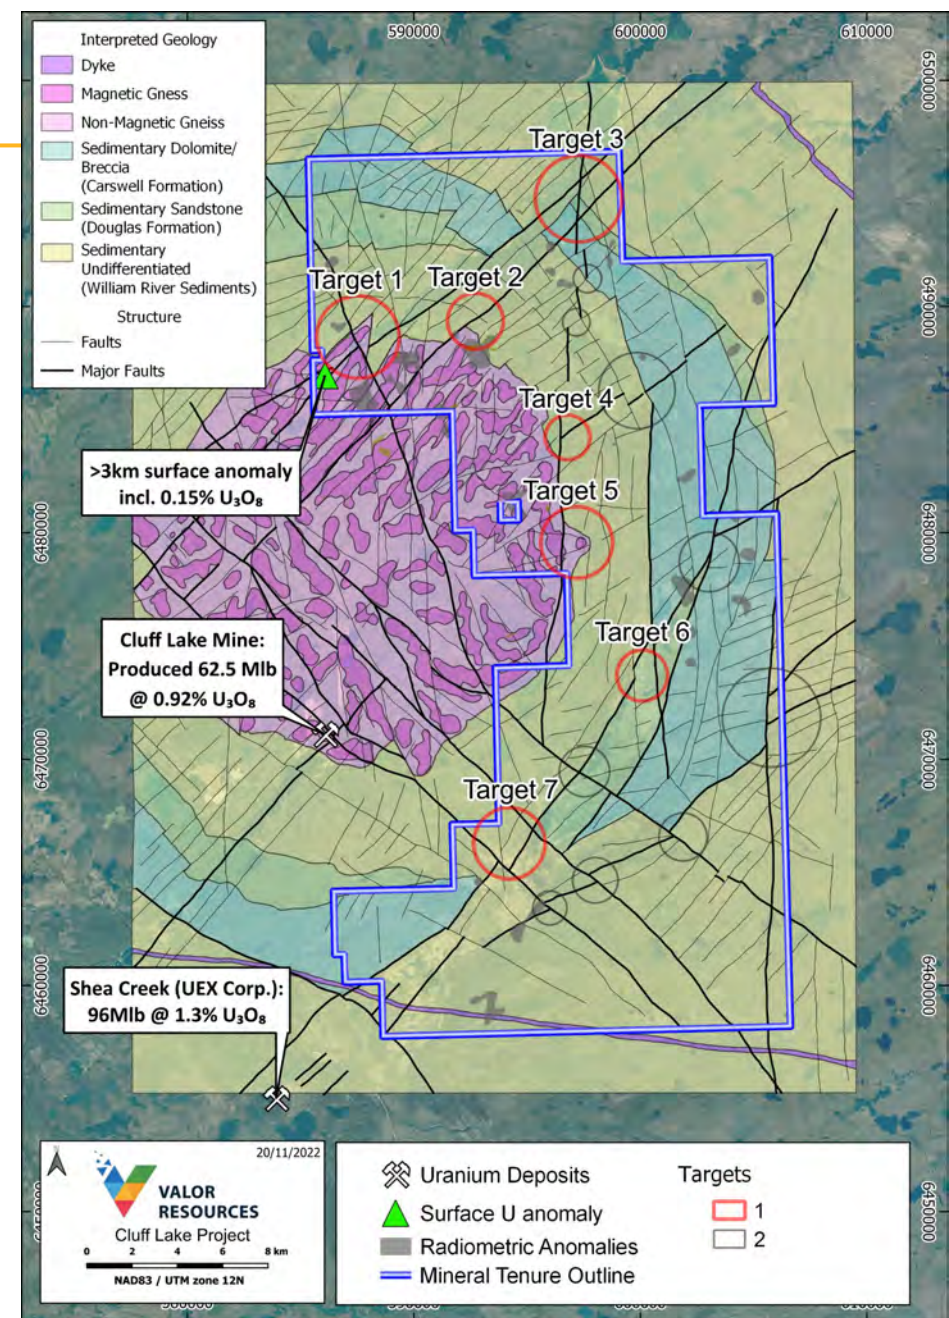 590000
600000
610000
6500000
Interpreted Geology
Dyke
Magnetic Gness
Non-Magnetic Gneiss
Sedimentary Dolomite/
Breccia
(Carswell Formation)
Sedimentary Sandstone
(Douglas Formation)
Sedimentary
Undifferentiated
(William River Sediments)
Structure
Faults
Major Faults
Target 3
Target 1
Target 2
6490000
Target 4
>3km surface anomaly
incl. 0.15% U₃O₈
Target 5
6480000
6480000
Cluff Lake Mine:
Produced 62.5 Mlb
@ 0.92% U₃O₈
Target 6
6470000
6470000
Target 7
6460000
6460000
Shea Creek (UEX Corp.):
96Mlb @ 1.3% U₃O₈
20/11/2022
VALOR
RESOURCES
Cluff Lake Project
0 2 4 6 8 km
NAD83 / UTM zone 12N
Uranium Deposits
Surface U anomaly
Radiometric Anomalies
Mineral Tenure Outline
Targets
1
2
6450000